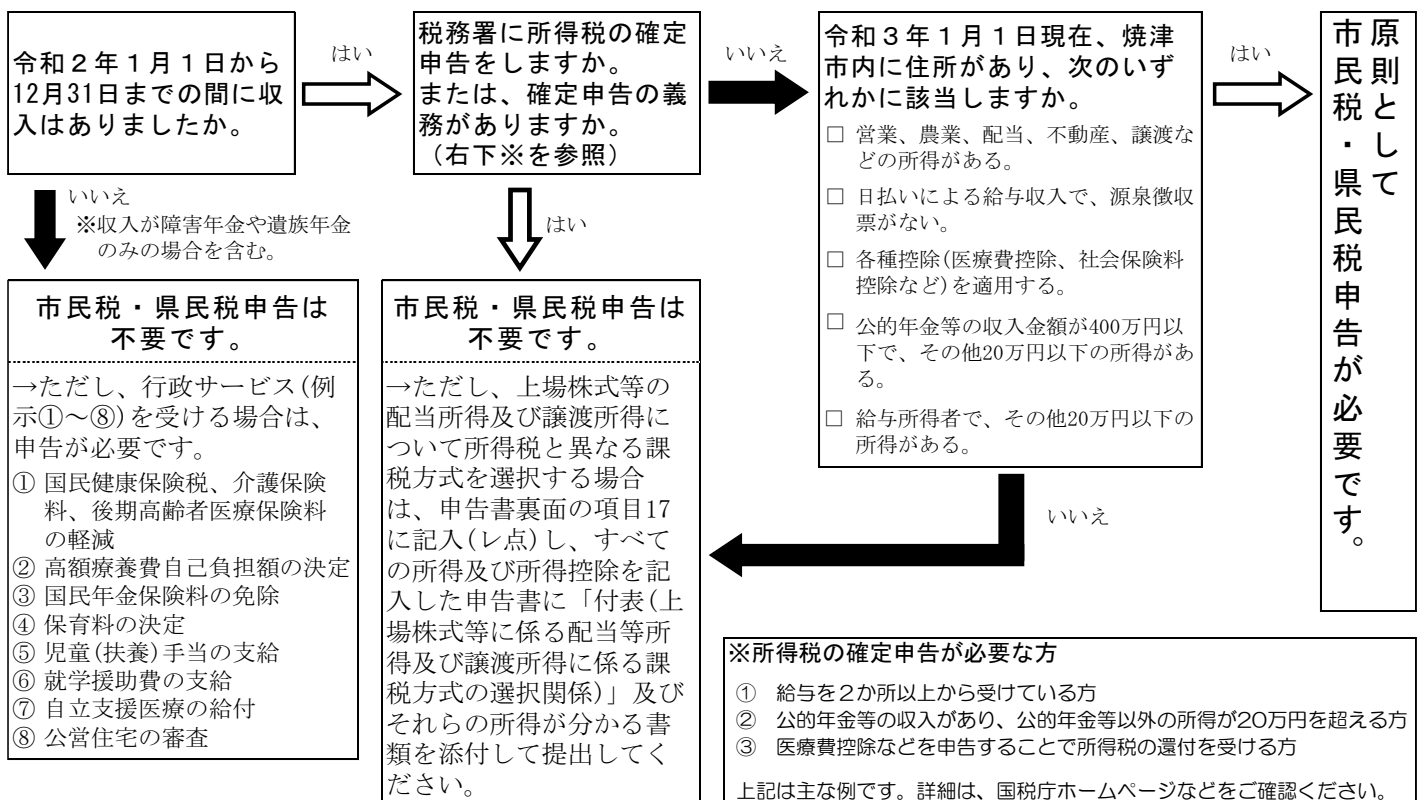 令和２年１月１日から
12月31日までの間に収
入はありましたか。
はい
税務署に所得税の確定
申告をしますか。
または、確定申告の義
務がありますか。
（右下※を参照）
いいえ
令和３年１月１日現在、焼津
市内に住所があり、次のいず
れかに該当しますか。
□ 営業、農業、配当、不動産、譲渡な
どの所得がある。
□ 日払いによる給与収入で、源泉徴収
票がない。
□ 各種控除(医療費控除、社会保険料
控除など)を適用する。
□ 公的年金等の収入金額が400万円以
下で、その他20万円以下の所得があ
る。
□ 給与所得者で、その他20万円以下の
所得がある。
はい
原則として
市民税・県民税申告が必要です。
いいえ
※収入が障害年金や遺族年金
のみの場合を含む。
はい
市民税・県民税申告は
不要です。
→ただし、行政サービス(例
示①～⑧)を受ける場合は、
申告が必要です。
① 国民健康保険税、介護保険
料、後期高齢者医療保険料
の軽減
② 高額療養費自己負担額の決定
③ 国民年金保険料の免除
④ 保育料の決定
⑤ 児童(扶養)手当の支給
⑥ 就学援助費の支給
⑦ 自立支援医療の給付
⑧ 公営住宅の審査
市民税・県民税申告は
不要です。
→ただし、上場株式等の
配当所得及び譲渡所得に
ついて所得税と異なる課
税方式を選択する場合
は、申告書裏面の項目17
に記入(レ点)し、すべて
の所得及び所得控除を記
入した申告書に「付表(上
場株式等に係る配当等所
得及び譲渡所得に係る課
税方式の選択関係)」及び
それらの所得が分かる書
類を添付して提出してく
ださい。
いいえ
※所得税の確定申告が必要な方
① 給与を２か所以上から受けている方
② 公的年金等の収入があり、公的年金等以外の所得が20万円を超える方
③ 医療費控除などを申告することで所得税の還付を受ける方
上記は主な例です。詳細は、国税庁ホームページなどをご確認ください。